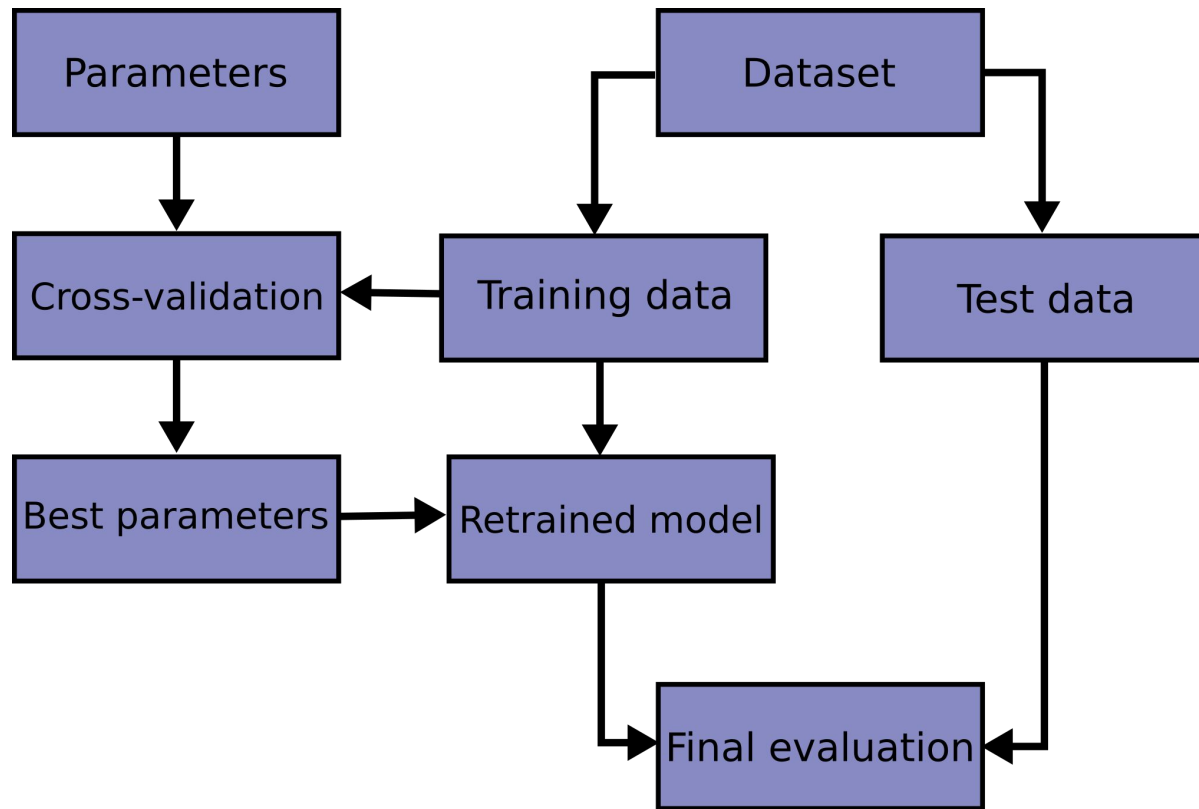 Parameters
Dataset
Cross-validation
Training data
Test data
Best parameters
Retrained model
Final evaluation